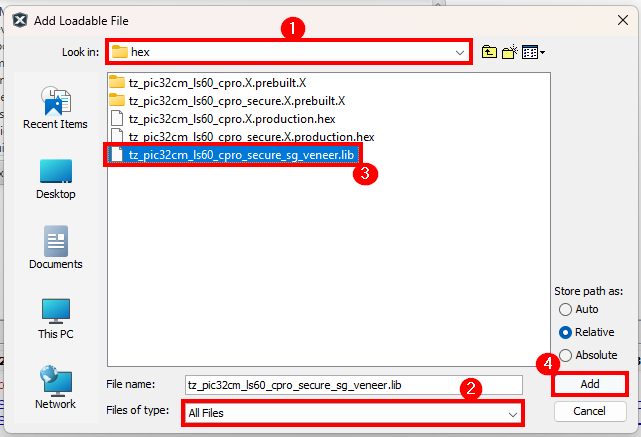 Add Loadable File
1
Look in:
hex
tz_pic32cm_ls60_cpro.X.prebuilt.X
tz_pic32cm_ls60_cpro_secure.X.prebuilt.X
tz_pic32cm_ls60_cpro.X.production.hex
tz_pic32cm_ls60_cpro_secure.X.production.hex
tz_pic32cm_ls60_cpro_secure_sg_veneer.lib
3
Recent Items
Desktop
Documents
This PC
Network
Store path as:
Auto
Relative
Absolute
4
File name:
tz_pic32cm_ls60_cpro_secure_sg_veneer.lib
Add
2
Files of type:
All Files
Cancel